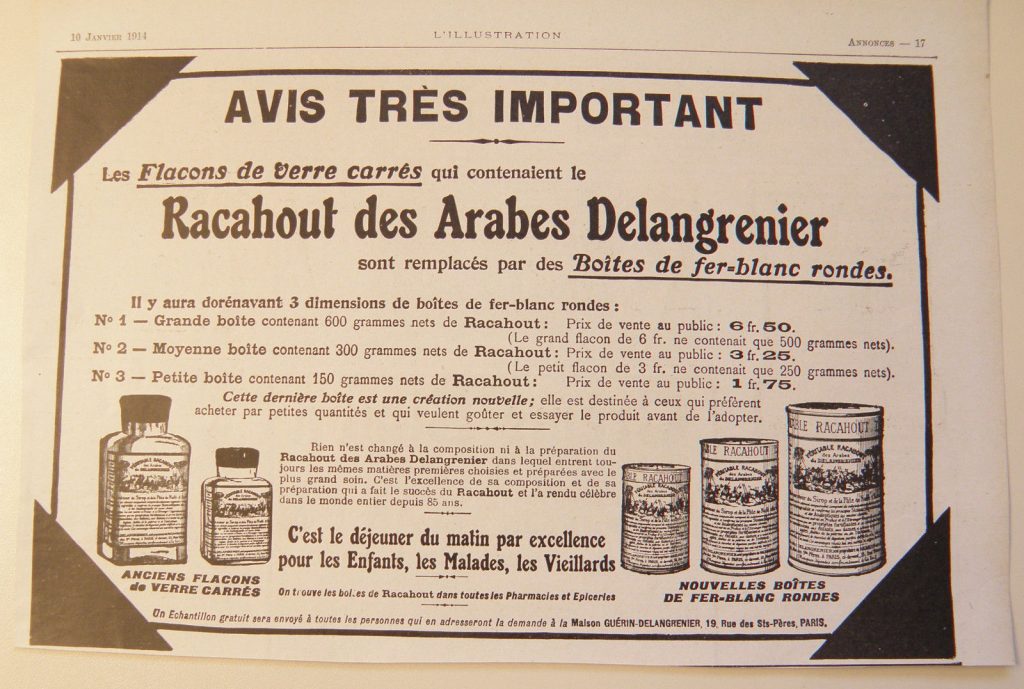 10 Janvier 1914
L'ILLUSTRATION
Annonces — 17
AVIS TRÈS IMPORTANT
Les Flacons de Verre carrés qui contenaient le
Racahout des Arabes Delangrenier
sont remplacés par des Boîtes de fer-blanc rondes.
Il y aura dorénavant 3 dimensions de boîtes de fer-blanc rondes :
No 1 — Grande boîte contenant 600 grammes nets de Racahout : Prix de vente au public : 6 fr. 50.
(Le grand flacon de 6 fr. ne contenait que 500 grammes nets).
No 2 — Moyenne boîte contenant 300 grammes nets de Racahout : Prix de vente au public : 3 fr. 25.
(Le petit flacon de 3 fr. ne contenait que 250 grammes nets).
No 3 — Petite boîte contenant 150 grammes nets de Racahout : Prix de vente au public : 1 fr. 75.
Cette dernière boîte est une création nouvelle; elle est destinée à ceux qui préfèrent
acheter par petites quantités et qui veulent goûter et essayer le produit avant de l'adopter.
Rien n'est changé à la composition ni à la préparation du
Racahout des Arabes Delangrenier dans lequel entrent tou-
jours les mêmes matières premières choisies et préparées avec le
plus grand soin. C'est l'excellence de sa composition et de sa
préparation qui a fait le succès du Racahout et l'a rendu célèbre
dans le monde entier depuis 85 ans.
C'est le déjeuner du matin par excellence
pour les Enfants, les Malades, les Vieillards
On trouve les boîtes de Racahout dans toutes les Pharmacies et Epiceries
ANCIENS FLACONS
de VERRE CARRÉS
BLE RACAHOUT
VÉRITABLE RACAHOUT
des Arabes
de DELANGRENIER
NOUVELLES BOÎTES
DE FER-BLANC RONDES
Un Echantillon gratuit sera envoyé à toutes les personnes qui en adresseront la demande à la Maison GUÉRIN-DELANGRENIER, 19, Rue des Sts-Pères, PARIS.